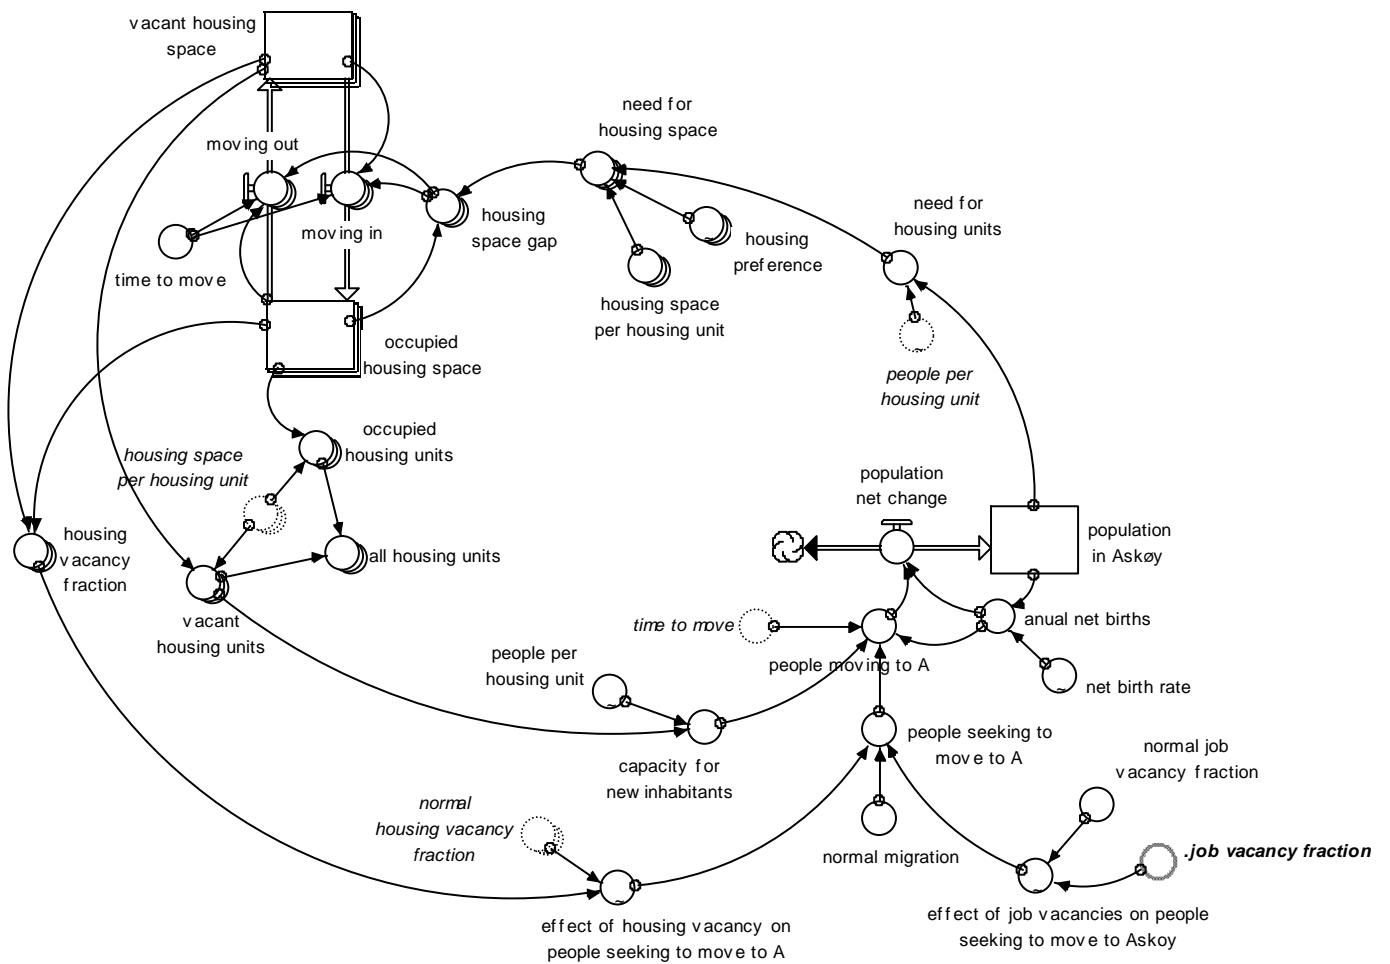 vacant housing
space
need for
housing space
moving out
need for
housing units
housing
space gap
moving in
housing
preference
time to move
housing space
per housing unit
occupied
housing space
people per
housing unit
occupied
housing units
housing space
per housing unit
population
net change
housing
vacancy
fraction
all housing units
population
in Askøy
vacant
housing units
time to move
anual net births
people per
housing unit
people moving to A
net birth rate
people seeking to
move to A
normal job
vacancy fraction
capacity for
new inhabitants
normal
housing vacancy
fraction
normal migration
.job vacancy fraction
effect of housing vacancy on
people seeking to move to A
effect of job vacancies on people
seeking to move to Askoy